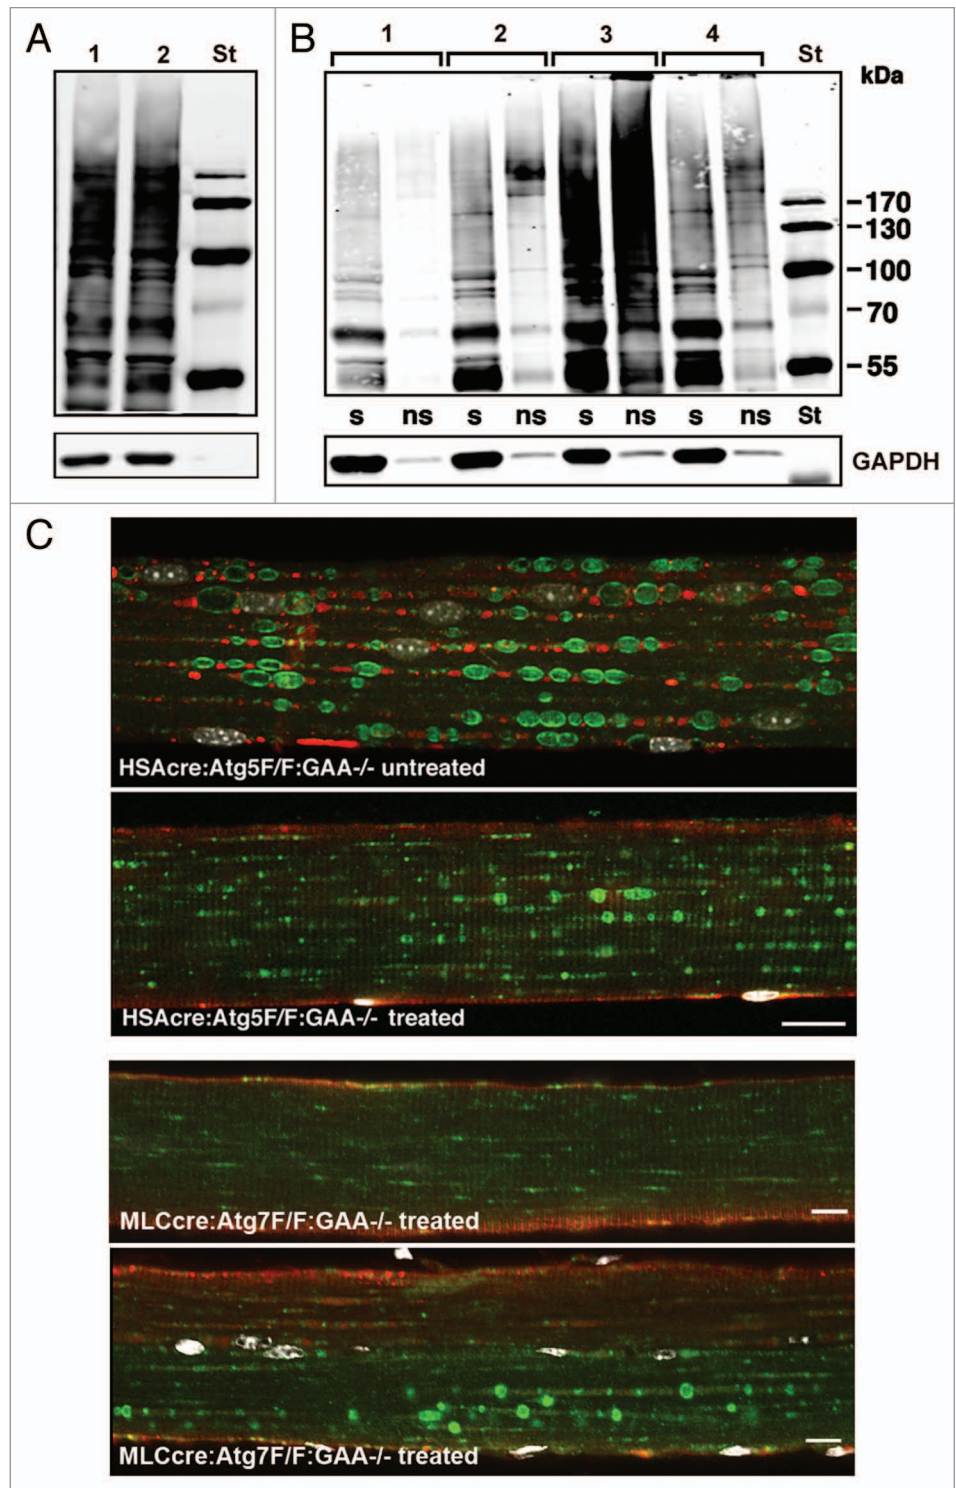 A
1 2 St
B
1 2 3 4 St
kDa
170
130
100
70
55
s ns s ns s ns s ns St
GAPDH
C
HSAcre:Atg5F/F:GAA-/- untreated
HSAcre:Atg5F/F:GAA-/- treated
MLCcre:Atg7F/F:GAA-/- treated
MLCcre:Atg7F/F:GAA-/- treated